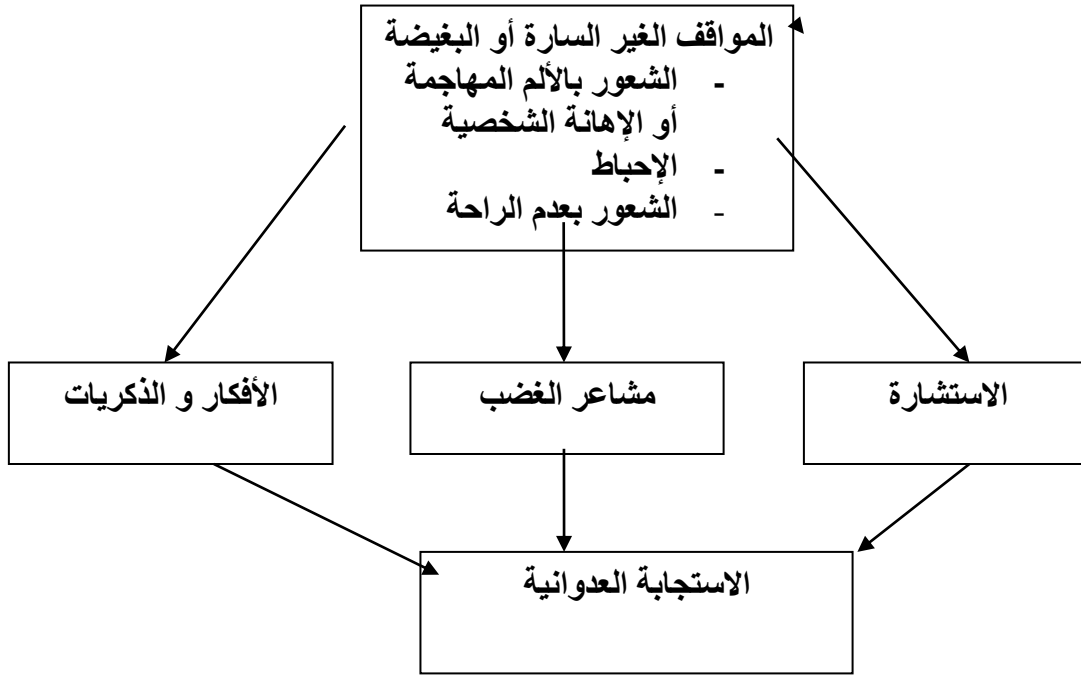 المواقف الغير السارة أو البغيضة
- الشعور بالألم المهاجمة
أو الإهانة الشخصية
- الإحباط
- الشعور بعدم الراحة
الاستشارة
مشاعر الغضب
الأفكار و الذكريات
الاستجابة العدوانية